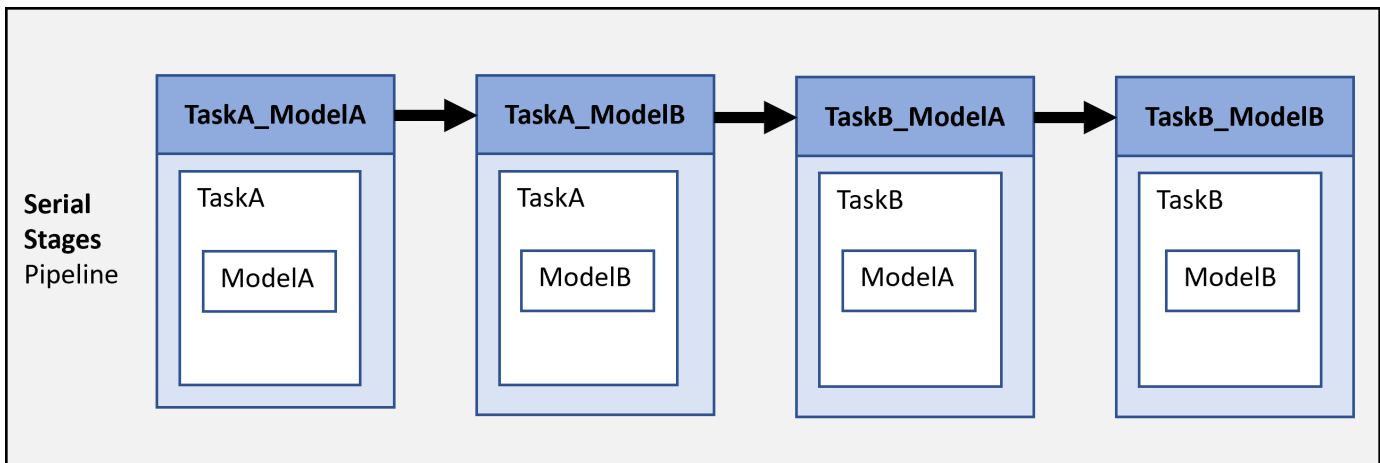 TaskA_ModelA
TaskA_ModelB
TaskB_ModelA
TaskB_ModelB
Serial
Stages
Pipeline
TaskA
ModelA
TaskA
ModelB
TaskB
ModelA
TaskB
ModelB